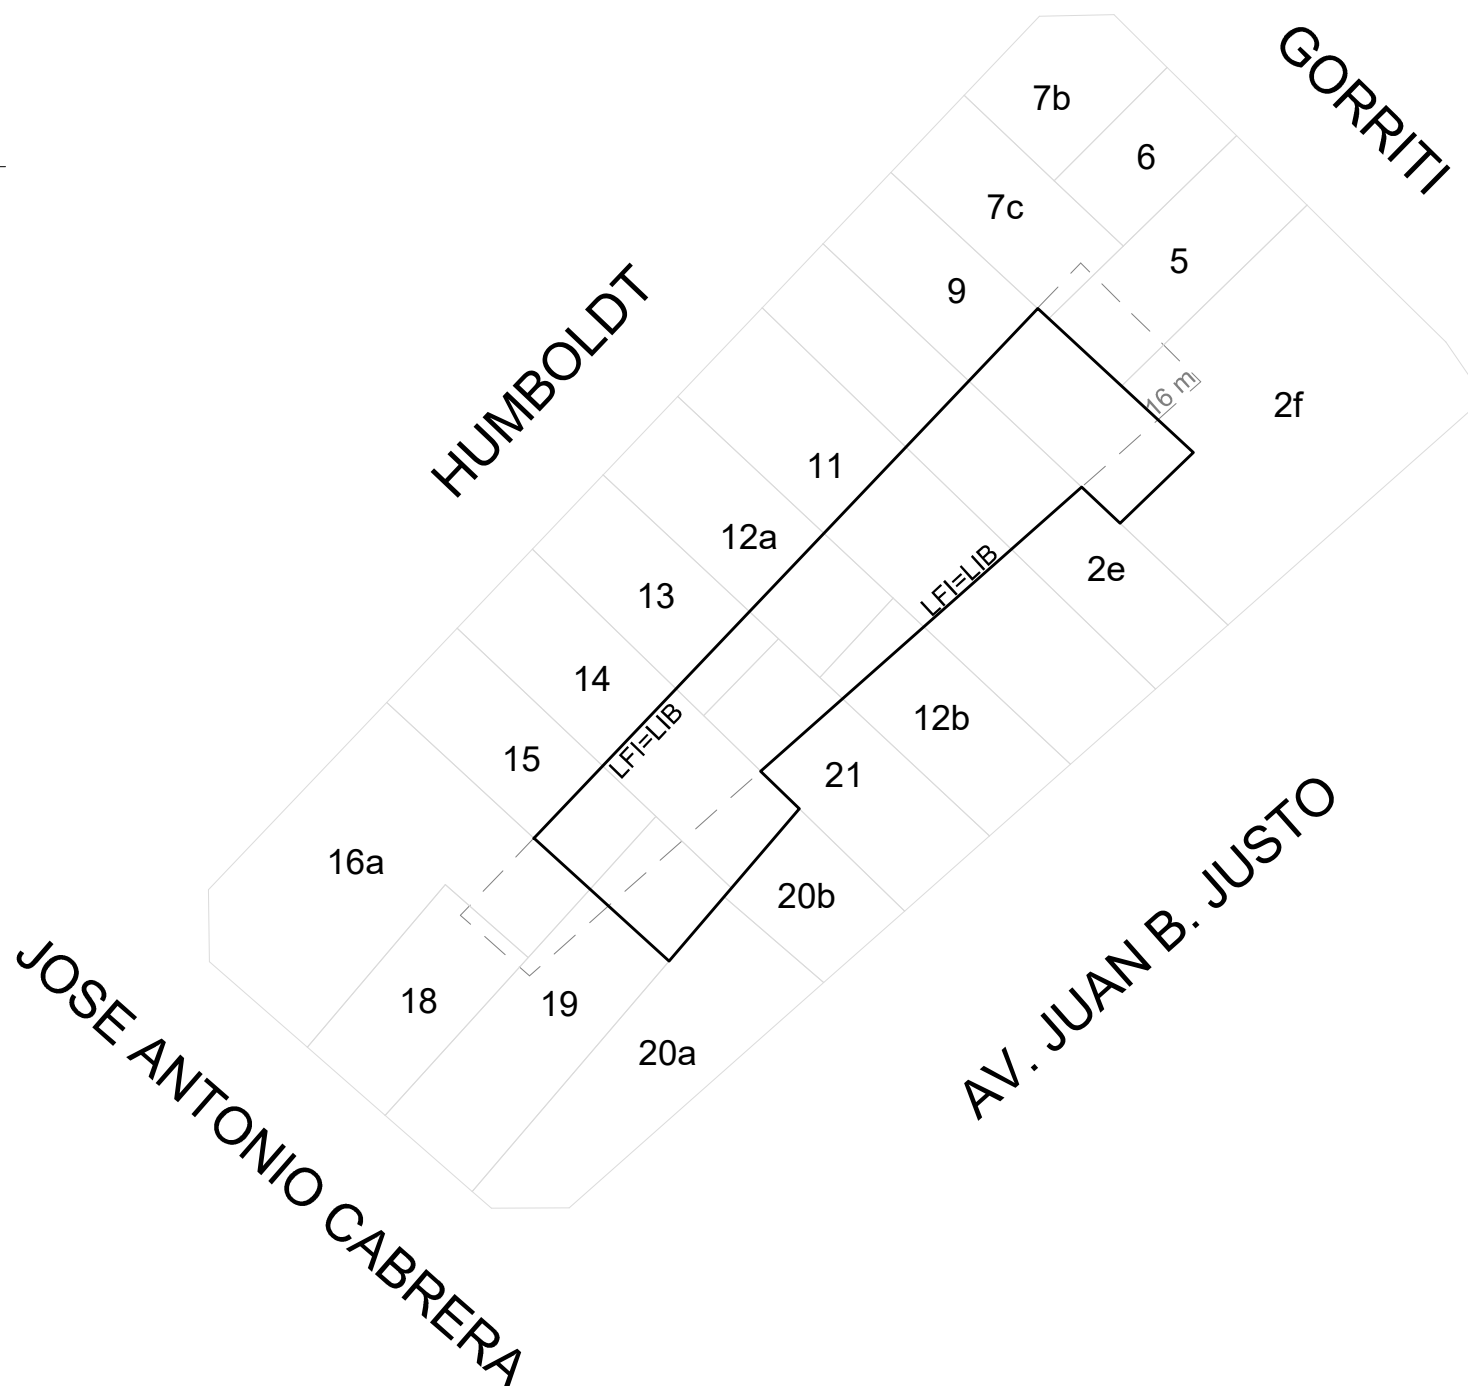 GORRITI
7b
6
7c
5
9
HUMBOLDT
16 m
2f
11
12a
LFI=LIB
2e
13
14
12b
LFI=LIB
15
21
16a
20b
AV. JUAN B. JUSTO
18
19
20a
JOSE ANTONIO CABRERA